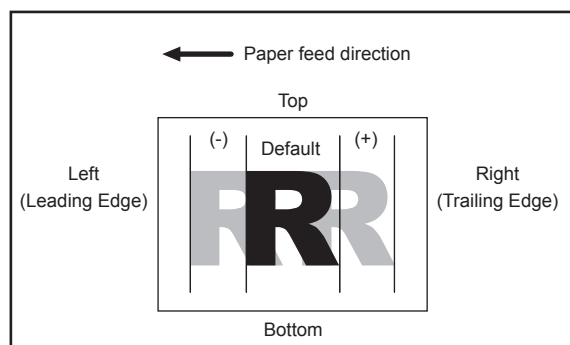 Paper feed direction
Top
(-)
Default
(+)
Left
(Leading Edge)
Right
(Trailing Edge)
RRR
Bottom